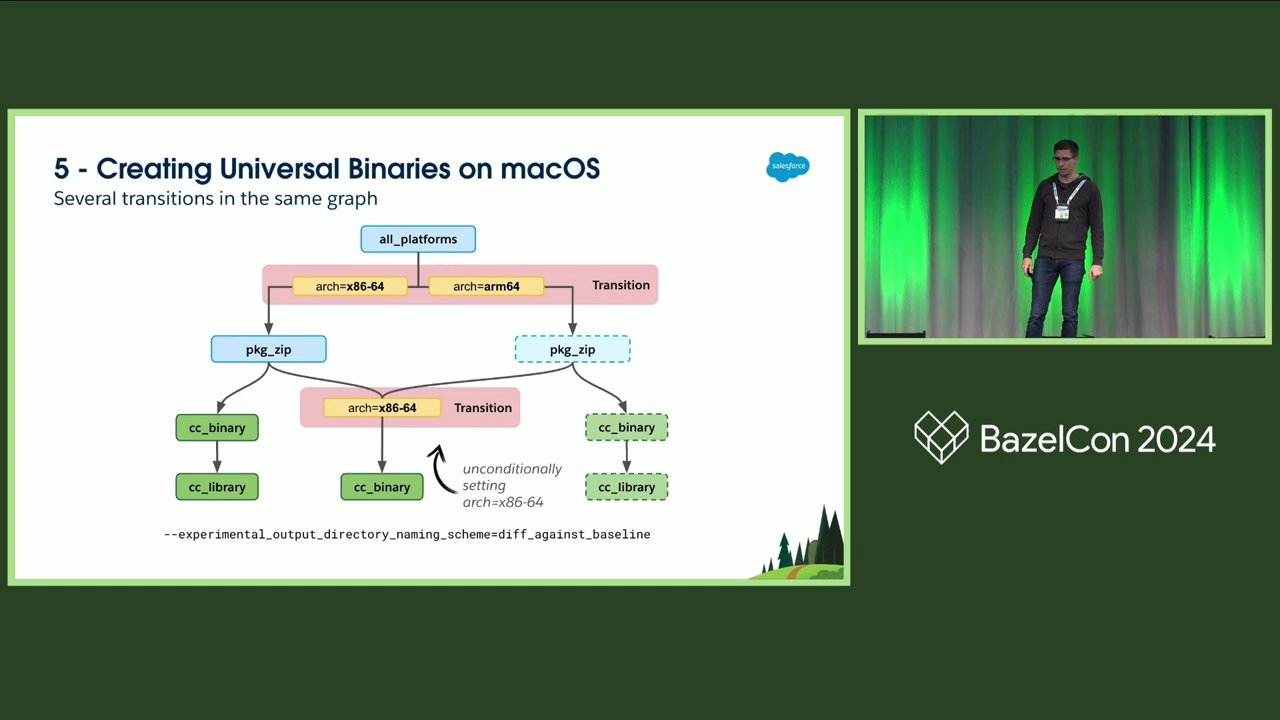 5 - Creating Universal Binaries on macOS
salesforce
Several transitions in the same graph
all_platforms
arch=x86-64
arch=arm64
Transition
pkg_zip
pkg_zip
arch=x86-64
Transition
cc_binary
cc_binary
cc_library
cc_binary
cc_library
unconditionally
setting
arch=x86-64
--experimental_output_directory_naming_scheme=diff_against_baseline
BazelCon 2024